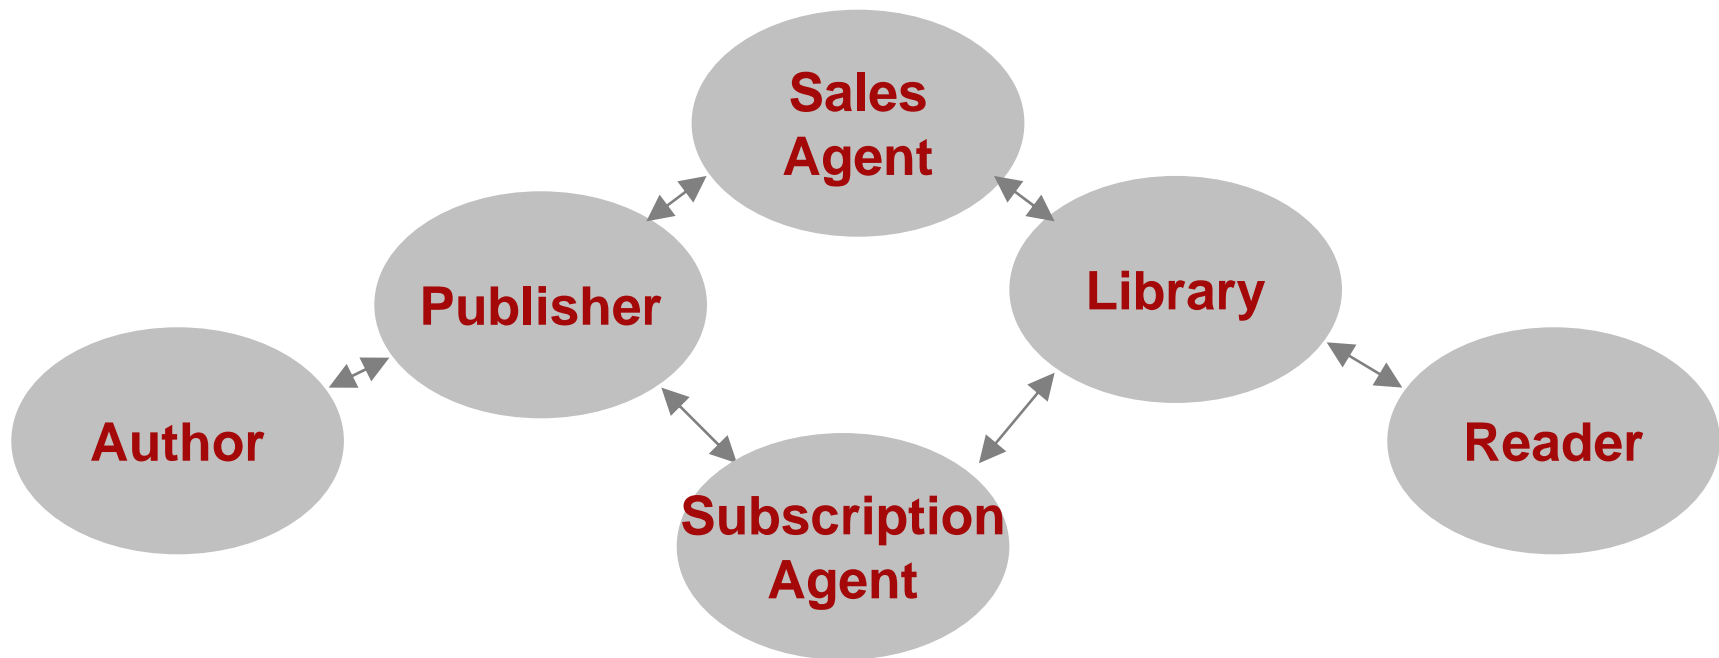 Sales
Agent
Publisher
Library
Author
Reader
Subscription
Agent